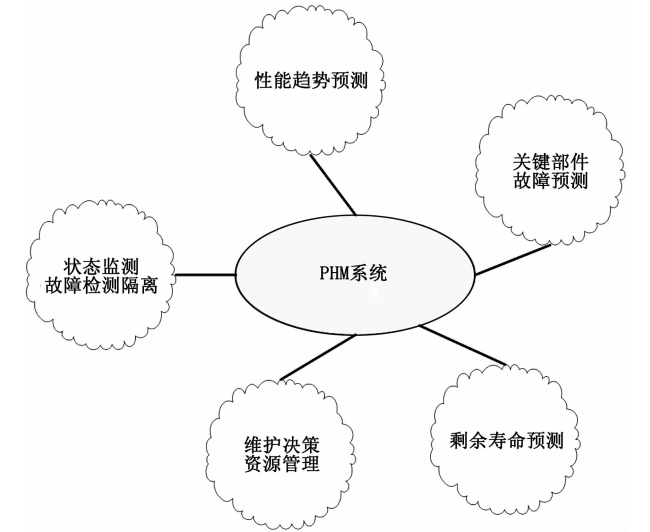 性能趋势预测
关键部件
故障预测
状态监测
故障检测隔离
PHM系统
维护决策
资源管理
剩余寿命预测